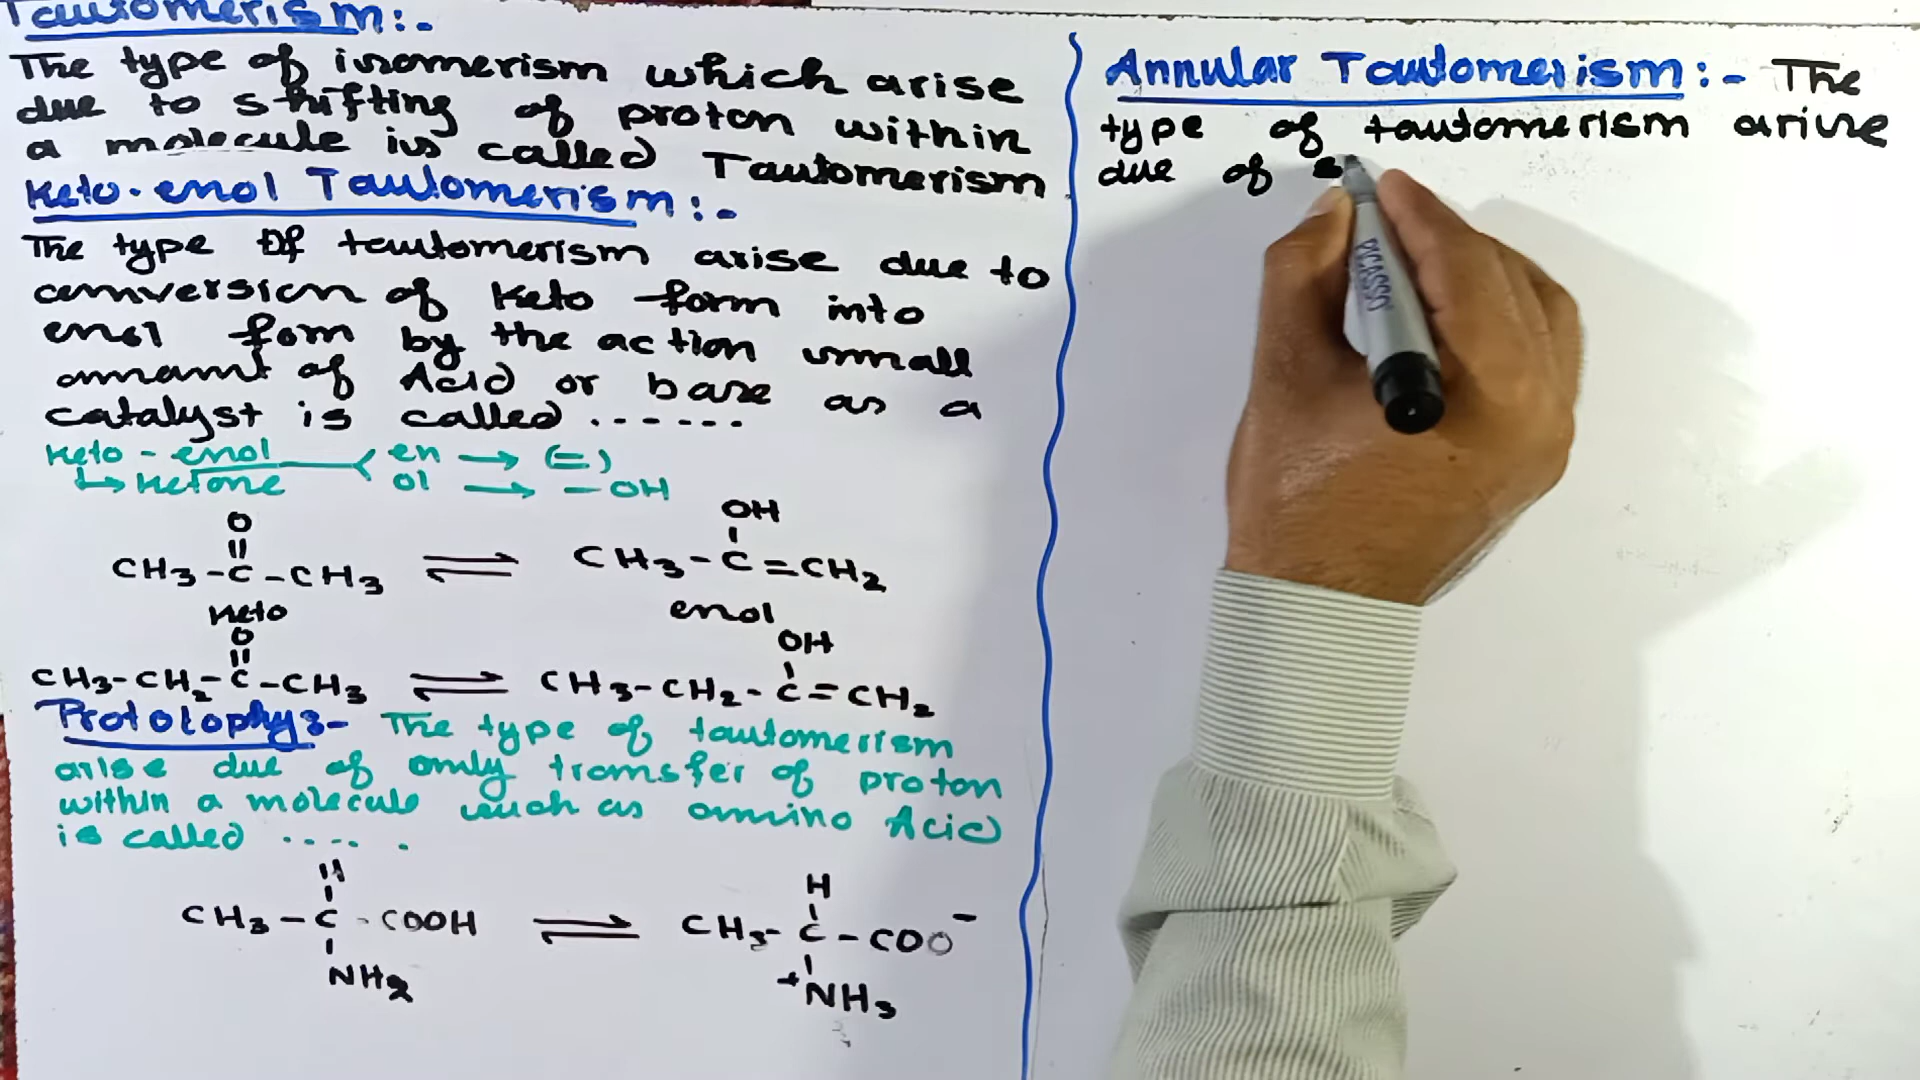 Tautomerism:-
The type of isomerism which arise
due to shifting of proton within
a molecule is called Tautomerism
Keto-enol Tautomerism:-
The type of tautomerism arise due to
conversion of Keto form into
enol form by the action small
amount of Acid or base as a
catalyst is called ......
Keto - enol < en → (=)
↳ Ketone ol → -OH
O
||
CH3-C-CH3 ⇌ CH3-C=CH2
OH
Keto enol
O OH
||
CH3-CH2-C-CH3 ⇌ CH3-CH2-C=CH2
Prototophy:- The type of tautomerism
arise due of only transfer of proton
within a molecule such as amino Acid
is called .....
H H
CH3-C-COOH ⇌ CH3-C-COO-
NH2 +NH3
Annular Tautomerism:- The
type of tautomerism arise
due of
PICASSO